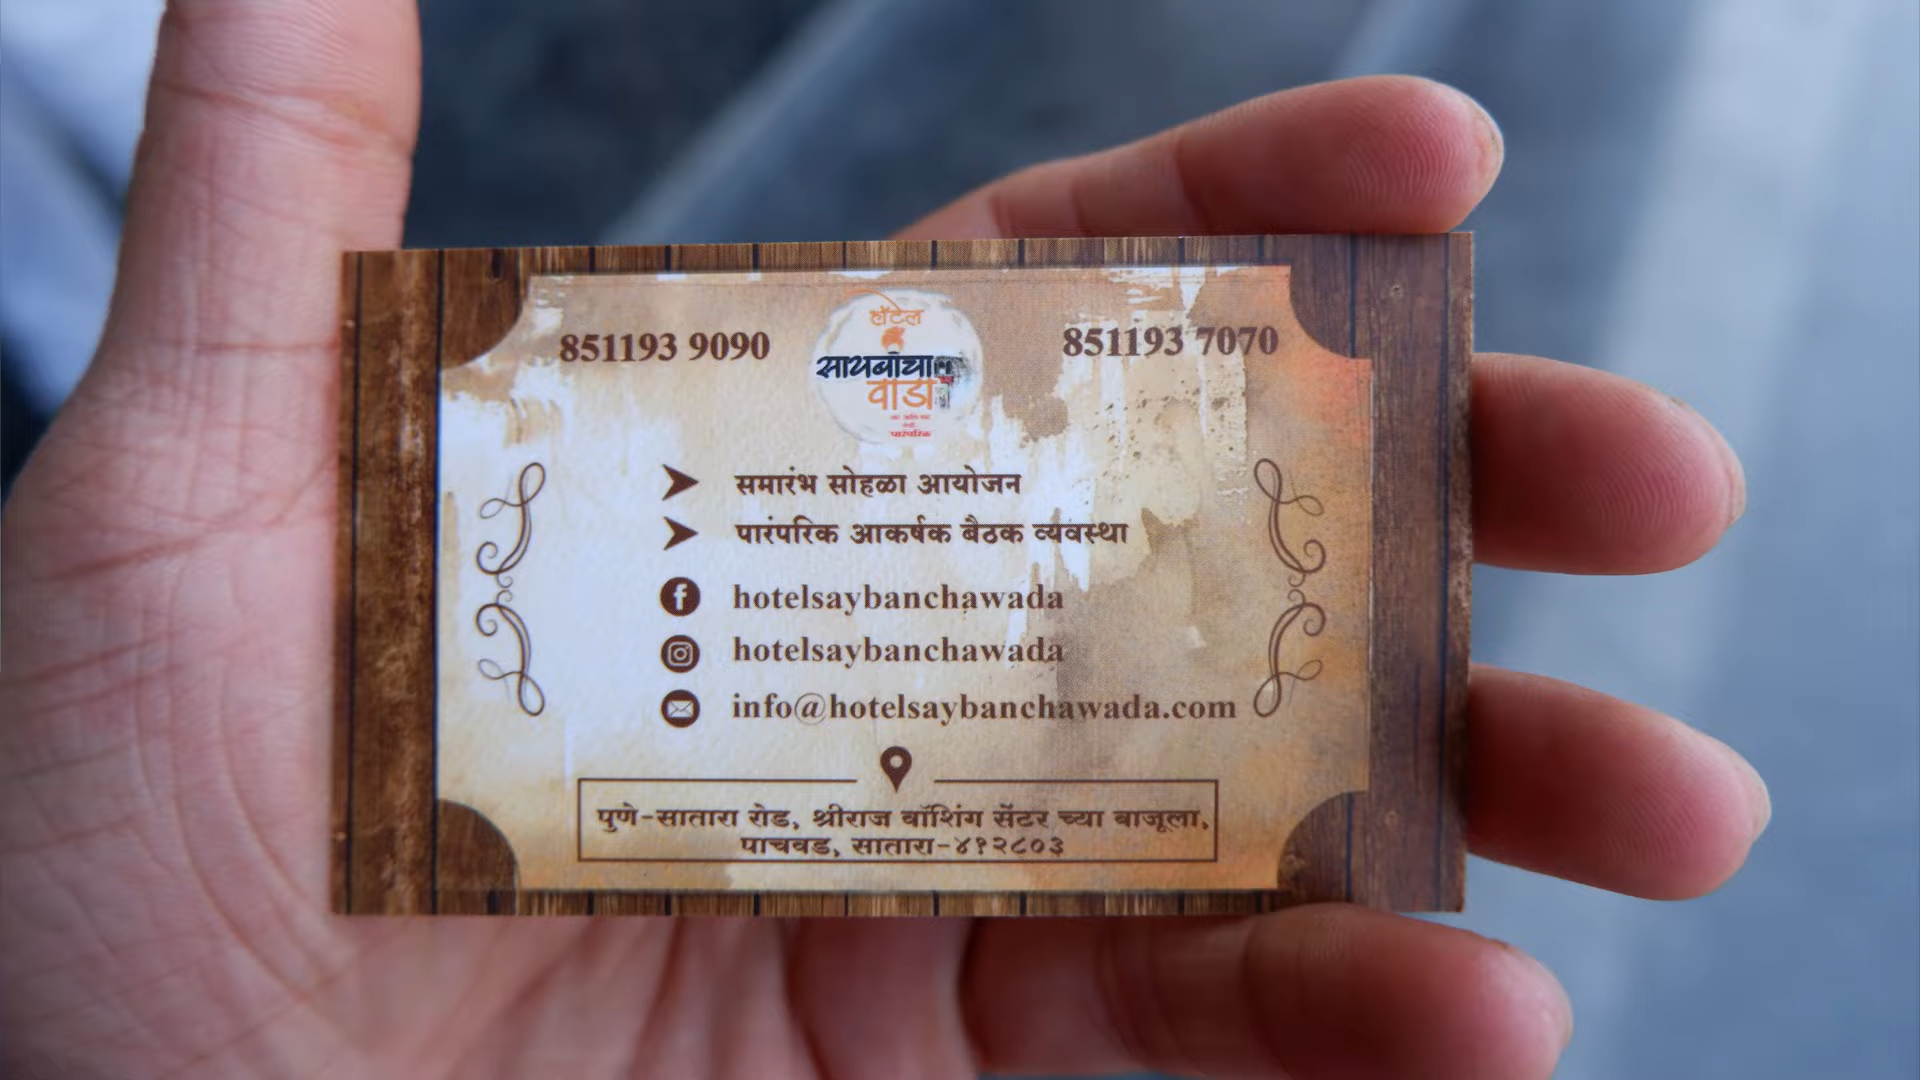 851193 9090
हॉटेल
सायबांचा
वाडा
पारंपारिक
851193 7070
समारंभ सोहळा आयोजन
पारंपरिक आकर्षक बैठक व्यवस्था
hotelsaybanchawada
hotelsaybanchawada
info@hotelsaybanchawada.com
पुणे-सातारा रोड, श्रीराज वॉशिंग सेंटर च्या बाजूला,
पाचवड, सातारा-४१२८०३